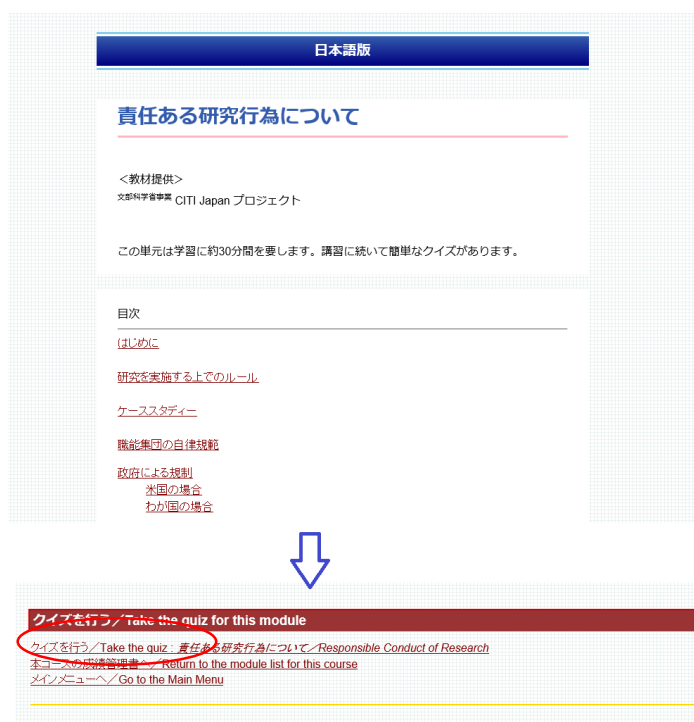 日本語版
責任ある研究行為について
＜教材提供＞
文部科学省事業 CITI Japan プロジェクト
この単元は学習に約30分間を要します。講習に続いて簡単なクイズがあります。
目次
はじめに
研究を実施する上でのルール
ケーススタディー
職能集団の自律規範
政府による規制
米国の場合
わが国の場合
クイズを行う／Take the quiz for this module
クイズを行う／Take the quiz : 責任ある研究行為について／Responsible Conduct of Research
本コースの成績管理書へ／Return to the module list for this course
メインメニューへ／Go to the Main Menu